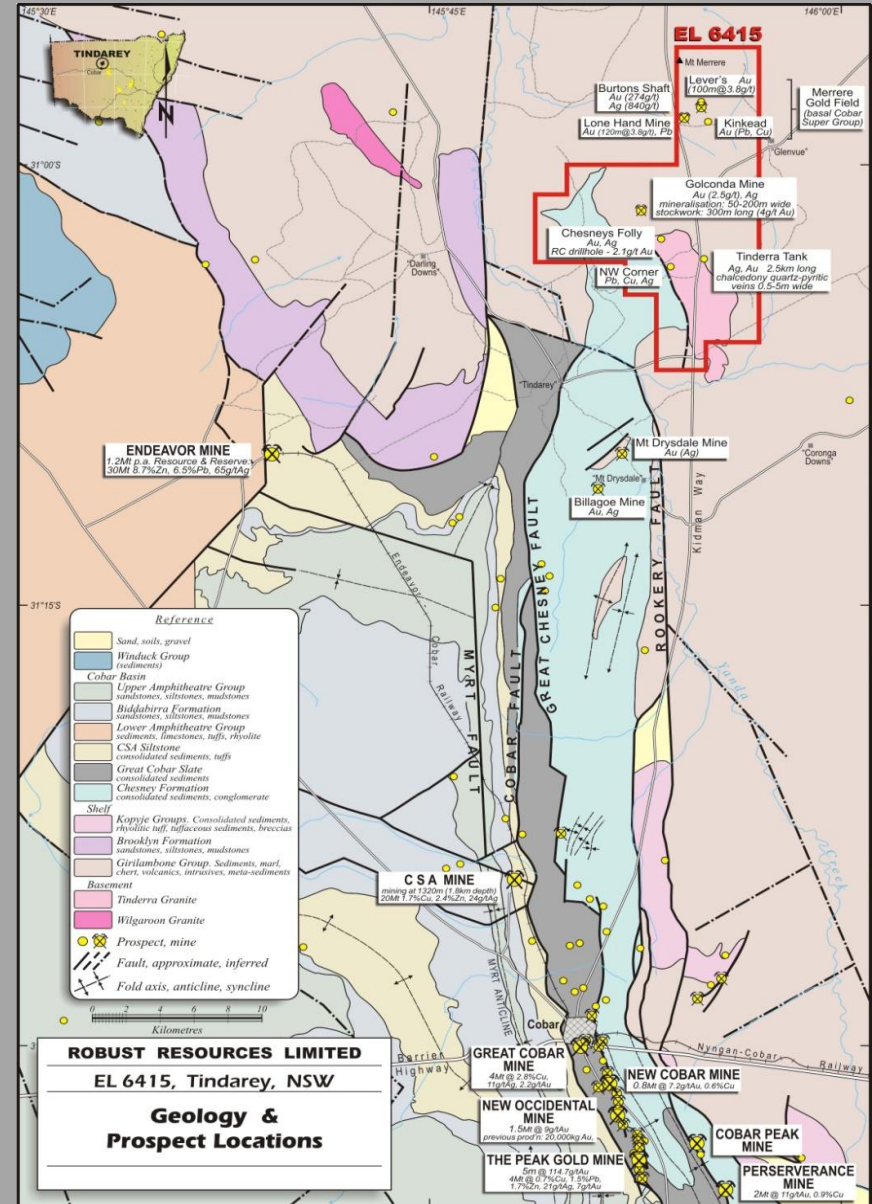 145°30'E
145°45'E
146°00'E
TINDAREY
Cobar
N
EL 6415
Mt Merrere
Lever's Au
(100m@3.8g/t)
Burtons Shaft
Au (274g/t)
Ag (840g/t)
Lone Hand Mine
Au (120m@3.8g/t), Pb
Kinkead
Au (Pb, Cu)
Merrere
Gold Field
(basal Cobar
Super Group)
"Glenvue"
31°00'S
Golconda Mine
Au (2.5g/t), Ag
mineralisation: 50-200m wide
stockwork: 300m long (4g/t Au)
Chesneys Folly
Au, Ag
RC drillhole - 2.1g/t Au
NW Corner
Pb, Cu, Ag
Tinderra Tank
Ag, Au 2.5km long
chalcedony quartz-pyritic
veins 0.5-5m wide
"Darling
Downs"
"Tindarey"
ENDEAVOR MINE
1.2Mt p.a. Resource & Reserve:
30Mt 8.7%Zn, 6.5%Pb, 65g/tAg
Mt Drysdale Mine
Au (Ag)
"Mt Drysdale"
Billagoe Mine
Au, Ag
"Coronga
Downs"
Kidman Way
ROOKERY FAULT
GREAT CHESNEY FAULT
COBAR FAULT
MYRT FAULT
Endeavor - Cobar Railway
31°15'S
Yanda
Creek
Reference
Sand, soils, gravel
Winduck Group
(sediments)
Cobar Basin
Upper Amphitheatre Group
sandstones, siltstones, mudstones
Biddabirra Formation
sandstones, siltstones, mudstones
Lower Amphitheatre Group
sediments, limestones, tuffs, rhyolite
CSA Siltstone
consolidated sediments, tuffs
Great Cobar Slate
consolidated sediments
Chesney Formation
consolidated sediments, conglomerate
Shelf
Kopyje Groups. Consolidated sediments,
rhyolitic tuff, tuffaceous sediments, breccias
Brooklyn Formation
sandstones, siltstones, mudstones
Girilambone Group. Sediments, marl,
chert, volcanics, intrusives, meta-sediments
Basement
Tinderra Granite
Wilgaroon Granite
Prospect, mine
Fault, approximate, inferred
Fold axis, anticline, syncline
0 2 4 6 8 10
Kilometres
C S A MINE
mining at 1320m (1.8km depth)
20Mt 1.7%Cu, 2.4%Zn, 24g/tAg
MYRT ANTICLINE
Cobar
Barrier
Highway
Nyngan-Cobar
Railway
ROBUST RESOURCES LIMITED
EL 6415, Tindarey, NSW
Geology &
Prospect Locations
GREAT COBAR
MINE
4Mt @ 2.8%Cu,
11g/tAg, 2.2g/tAu
NEW COBAR MINE
0.8Mt @ 7.2g/tAu, 0.6%Cu
NEW OCCIDENTAL
MINE
1.5Mt @ 9g/tAu
previous prod'n: 20,000kg Au,
THE PEAK GOLD MINE
5m @ 114.7g/tAu
4Mt @ 0.7%Cu, 1.5%Pb,
1.7%Zn, 21g/tAg, 7g/tAu
COBAR PEAK
MINE
PERSERVERANCE
MINE
2Mt @ 11g/tAu, 0.9%Cu